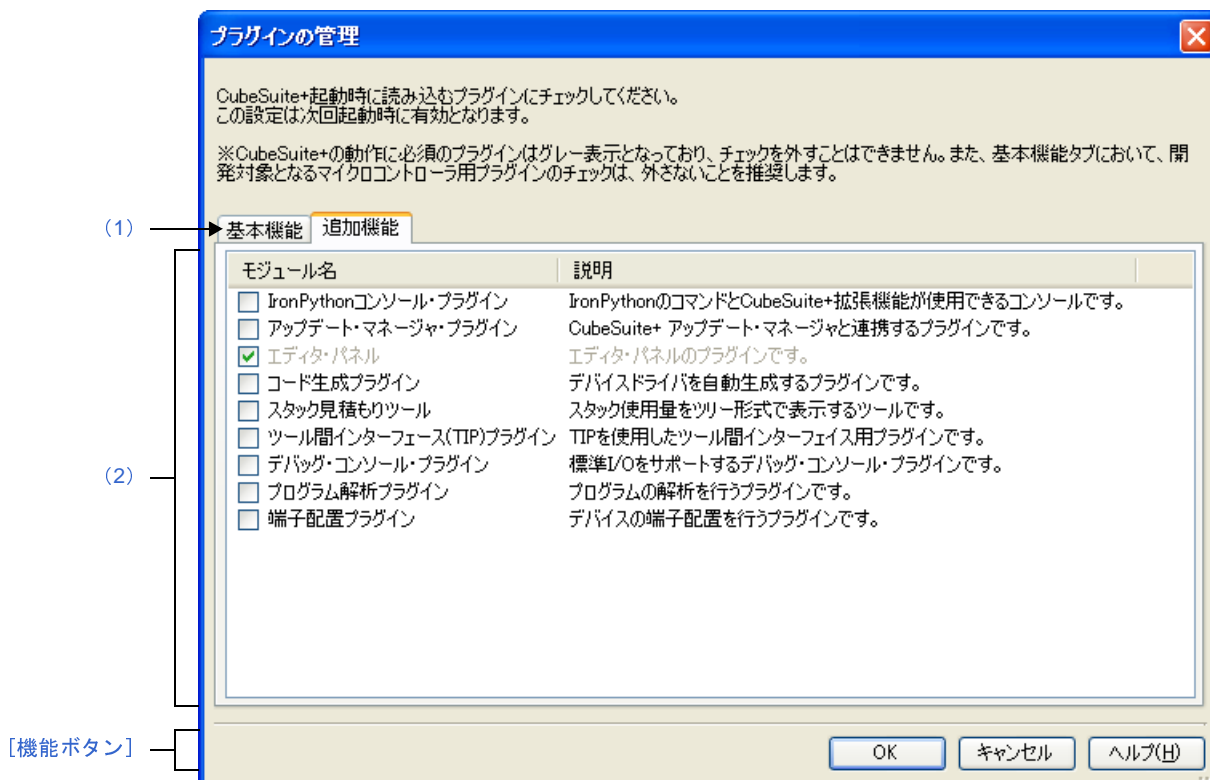 プラグインの管理
CubeSuite+起動時に読み込むプラグインにチェックしてください。
この設定は次回起動時に有効となります。
※CubeSuite+の動作に必須のプラグインはグレー表示となっており、チェックを外すことはできません。また、基本機能タブにおいて、開
発対象となるマイクロコントローラ用プラグインのチェックは、外さないことを推奨します。
（1）
基本機能 追加機能
モジュール名 説明
IronPythonコンソール・プラグイン IronPythonのコマンドとCubeSuite+拡張機能が使用できるコンソールです。
アップデート・マネージャ・プラグイン CubeSuite+ アップデート・マネージャと連携するプラグインです。
エディタ・パネル エディタ・パネルのプラグインです。
コード生成プラグイン デバイスドライバを自動生成するプラグインです。
スタック見積もりツール スタック使用量をツリー形式で表示するツールです。
ツール間インターフェース(TIP)プラグイン TIPを使用したツール間インターフェイス用プラグインです。
デバッグ・コンソール・プラグイン 標準I/Oをサポートするデバッグ・コンソール・プラグインです。
（2）
プログラム解析プラグイン プログラムの解析を行うプラグインです。
端子配置プラグイン デバイスの端子配置を行うプラグインです。
［機能ボタン］
OK キャンセル ヘルプ(H)